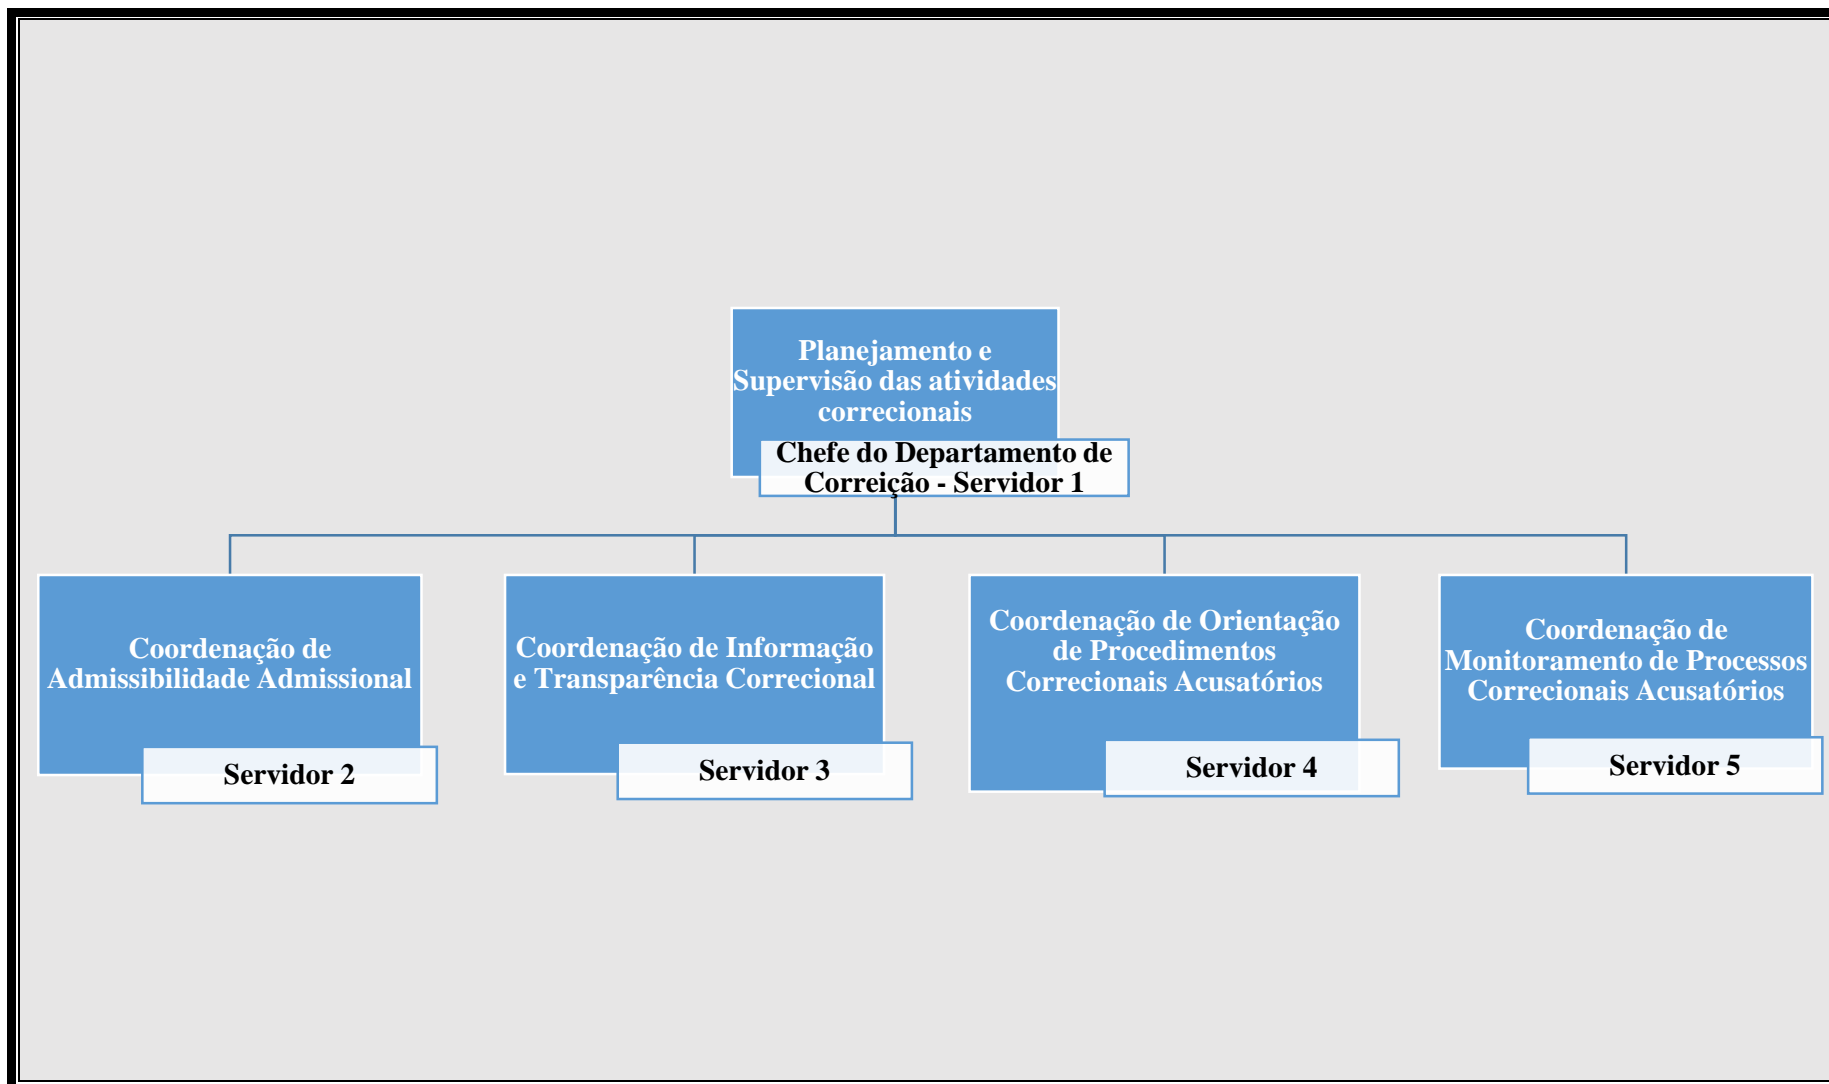 Planejamento e
Supervisão das atividades
correcionais
Chefe do Departamento de
Correição - Servidor 1
Coordenação de
Admissibilidade Admissional
Servidor 2
Coordenação de Informação
e Transparência Correcional
Servidor 3
Coordenação de Orientação
de Procedimentos
Correcionais Acusatórios
Servidor 4
Coordenação de
Monitoramento de Processos
Correcionais Acusatórios
Servidor 5